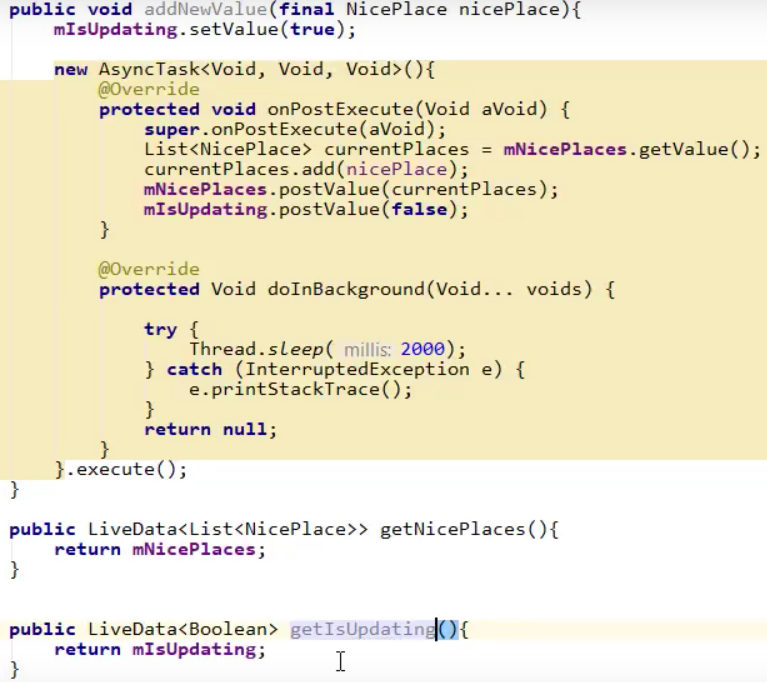 public void addNewValue(final NicePlace nicePlace){
    mIsUpdating.setValue(true);

    new AsyncTask<Void, Void, Void>(){
        @Override
        protected void onPostExecute(Void aVoid) {
            super.onPostExecute(aVoid);
            List<NicePlace> currentPlaces = mNicePlaces.getValue();
            currentPlaces.add(nicePlace);
            mNicePlaces.postValue(currentPlaces);
            mIsUpdating.postValue(false);
        }

        @Override
        protected Void doInBackground(Void... voids) {

            try {
                Thread.sleep( millis: 2000);
            } catch (InterruptedException e) {
                e.printStackTrace();
            }
            return null;
        }
    }.execute();
}

public LiveData<List<NicePlace>> getNicePlaces(){
    return mNicePlaces;
}


public LiveData<Boolean> getIsUpdating(){
    return mIsUpdating;
}